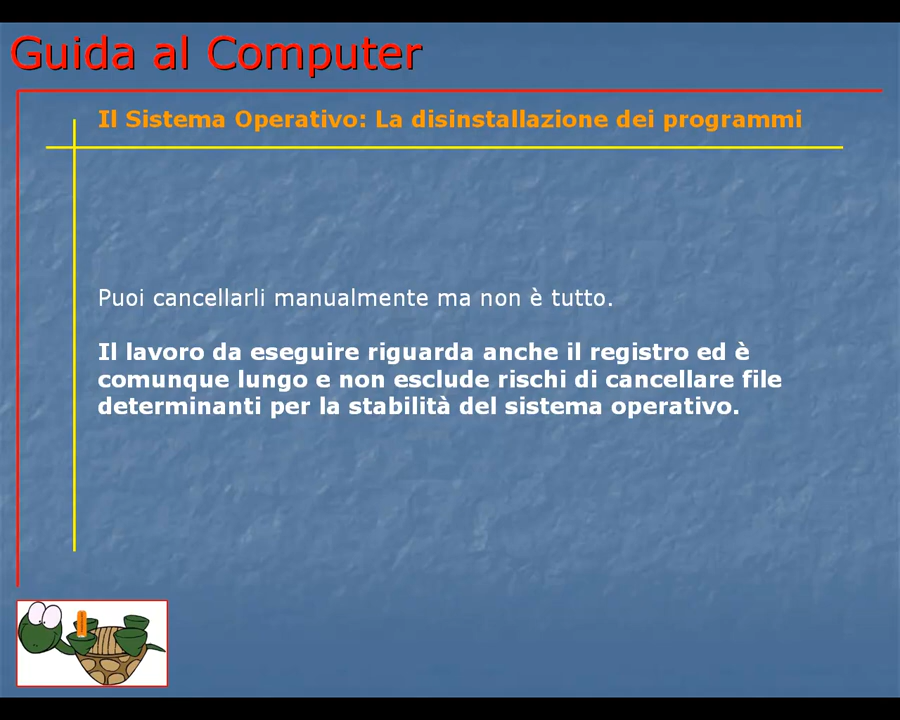 Guida al Computer
Il Sistema Operativo: La disinstallazione dei programmi
Puoi cancellarli manualmente ma non è tutto.
Il lavoro da eseguire riguarda anche il registro ed è
comunque lungo e non esclude rischi di cancellare file
determinanti per la stabilità del sistema operativo.